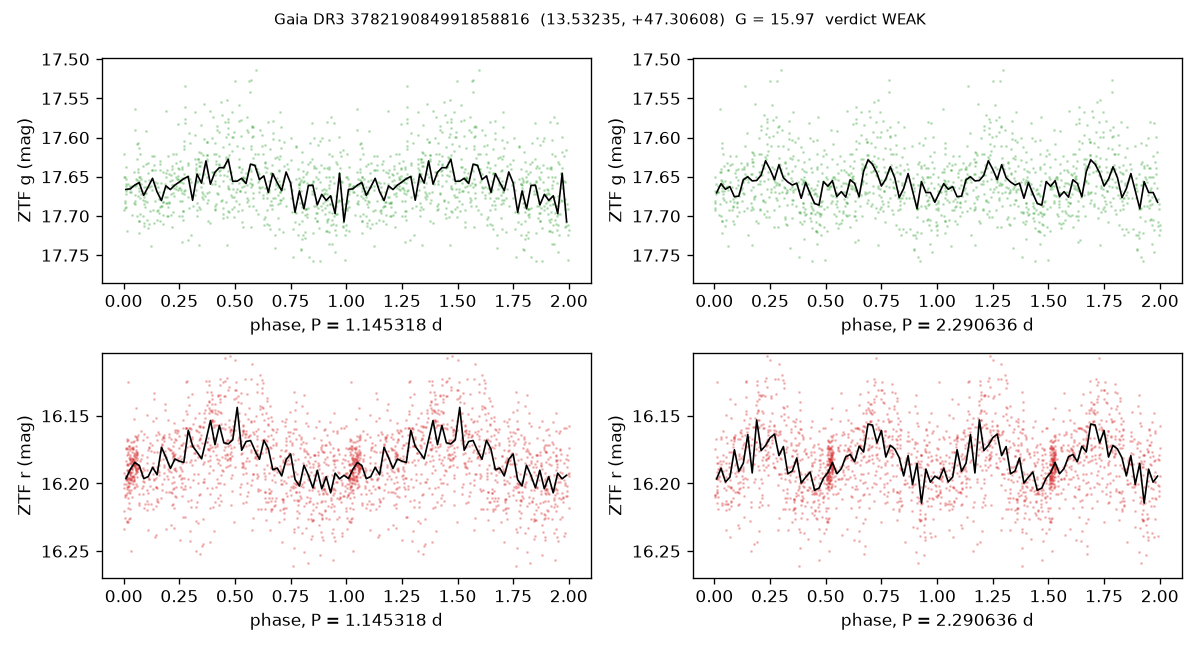 Gaia DR3 378219084991858816 (13.53235, +47.30608) G = 15.97 verdict WEAK
ZTF g (mag)
17.50
17.55
17.60
17.65
17.70
17.75
0.00 0.25 0.50 0.75 1.00 1.25 1.50 1.75 2.00
phase, P = 1.145318 d
ZTF g (mag)
17.50
17.55
17.60
17.65
17.70
17.75
0.00 0.25 0.50 0.75 1.00 1.25 1.50 1.75 2.00
phase, P = 2.290636 d
ZTF r (mag)
16.15
16.20
16.25
0.00 0.25 0.50 0.75 1.00 1.25 1.50 1.75 2.00
phase, P = 1.145318 d
ZTF r (mag)
16.15
16.20
16.25
0.00 0.25 0.50 0.75 1.00 1.25 1.50 1.75 2.00
phase, P = 2.290636 d